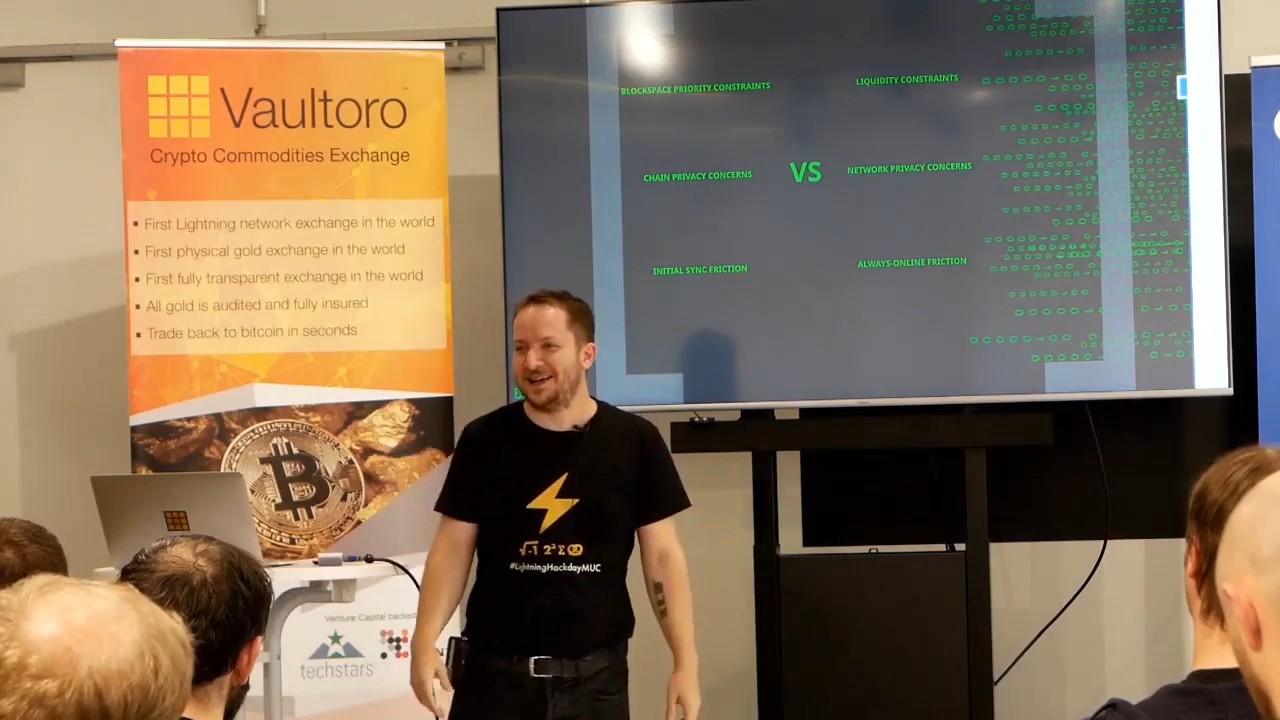 Vaultoro
Crypto Commodities Exchange
First Lightning network exchange in the world
First physical gold exchange in the world
First fully transparent exchange in the world
All gold is audited and fully insured
Trade back to bitcoin in seconds
Venture Capital backed
techstars
BLOCKSPACE PRIORITY CONSTRAINTS
LIQUIDITY CONSTRAINTS
CHAIN PRIVACY CONCERNS
VS
NETWORK PRIVACY CONCERNS
INITIAL SYNC FRICTION
ALWAYS-ONLINE FRICTION
√-1 2³ Σ
#LightningHackdayMUC